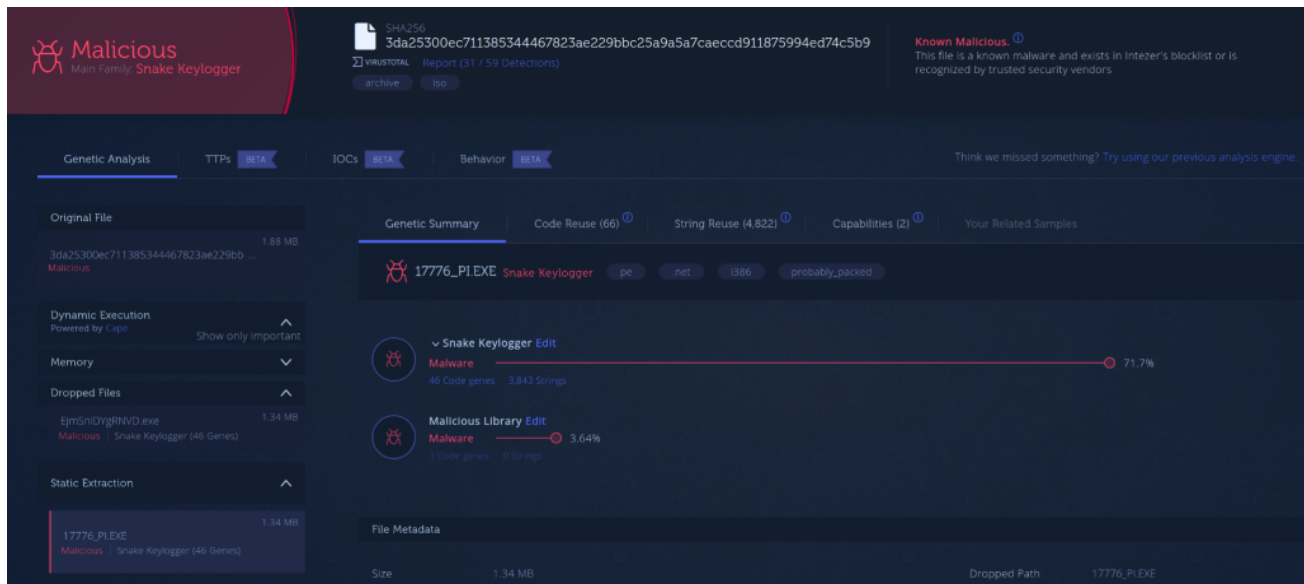 Malicious
Main Family: Snake Keylogger
SHA256
3da25300ec711385344467823ae229bbc25a9a5a7caeccd911875994ed74c5b9
VIRUSTOTAL Report (31 / 59 Detections)
archive iso
Known Malicious.
This file is a known malware and exists in Intezer's blocklist or is
recognized by trusted security vendors
Genetic Analysis TTPs BETA IOCs BETA Behavior BETA
Think we missed something? Try using our previous analysis engine.
Original File
1.88 MB
3da25300ec711385344467823ae229bb ...
Malicious
Dynamic Execution
Powered by Cape
Show only important
Memory
Dropped Files
EjmSniDYgRNVD.exe 1.34 MB
Malicious Snake Keylogger (46 Genes)
Static Extraction
1.34 MB
17776_PI.EXE
Malicious Snake Keylogger (46 Genes)
Genetic Summary Code Reuse (66) String Reuse (4,822) Capabilities (2) Your Related Samples
17776_PI.EXE Snake Keylogger pe .net i386 probably_packed
Snake Keylogger Edit
Malware 71.7%
46 Code genes 3,843 Strings
Malicious Library Edit
Malware 3.64%
3 Code genes 0 Strings
File Metadata
Size 1.34 MB Dropped Path 17776_PI.EXE